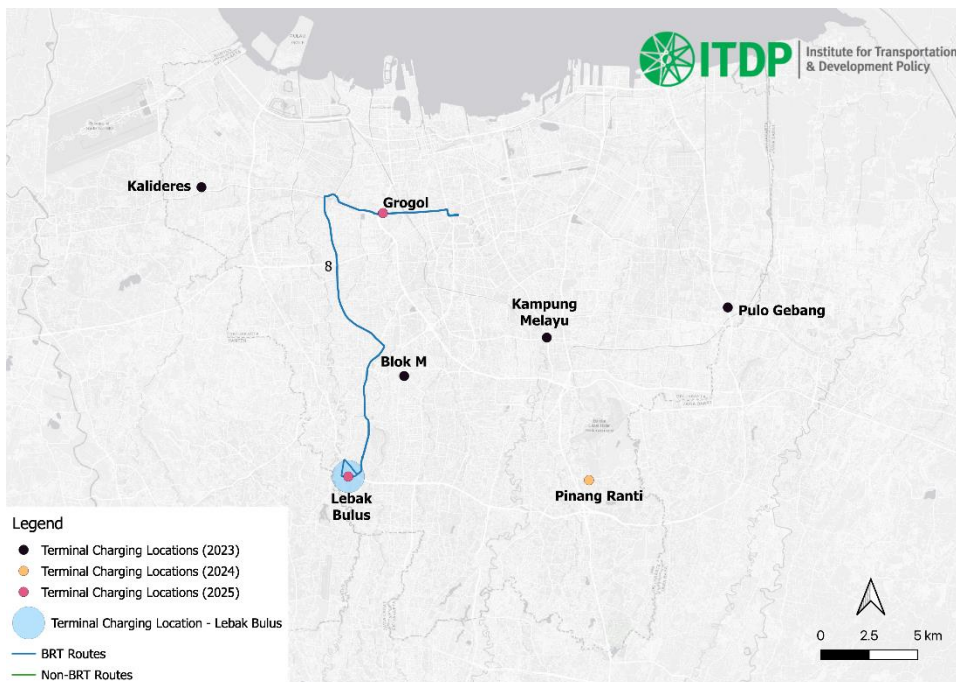 ITDP
Institute for Transportation
& Development Policy
Kalideres
Grogol
8
Kampung
Melayu
Pulo Gebang
Blok M
Lebak
Bulus
Pinang Ranti
Legend
Terminal Charging Locations (2023)
Terminal Charging Locations (2024)
Terminal Charging Locations (2025)
Terminal Charging Location - Lebak Bulus
BRT Routes
Non-BRT Routes
0 2.5 5 km